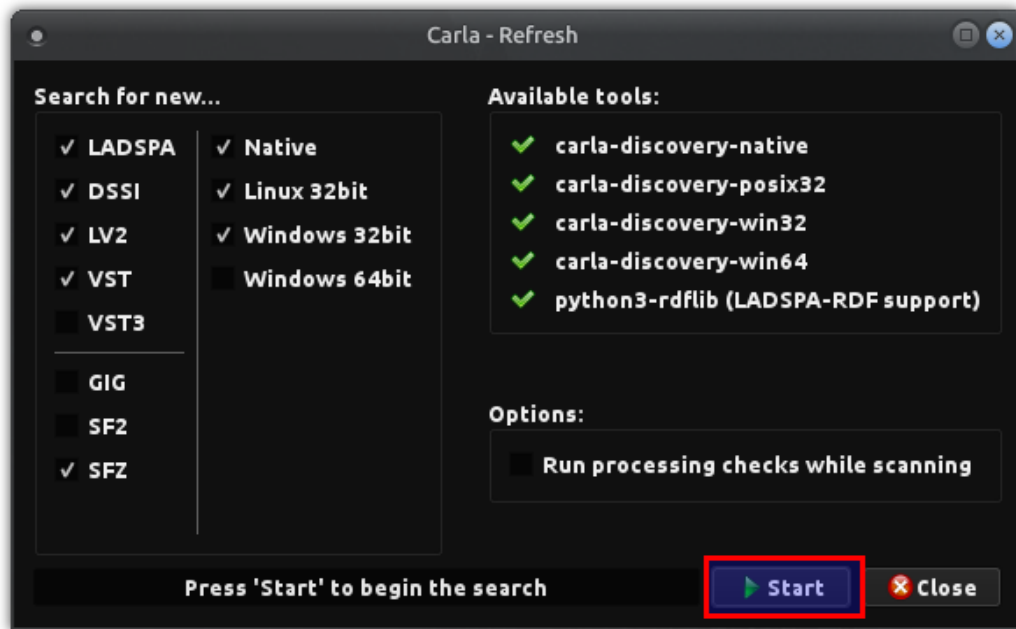 Carla - Refresh
Search for new...
LADSPA
DSSI
LV2
VST
VST3
GIG
SF2
SFZ
Native
Linux 32bit
Windows 32bit
Windows 64bit
Available tools:
carla-discovery-native
carla-discovery-posix32
carla-discovery-win32
carla-discovery-win64
python3-rdflib (LADSPA-RDF support)
Options:
Run processing checks while scanning
Press 'Start' to begin the search
Start
Close